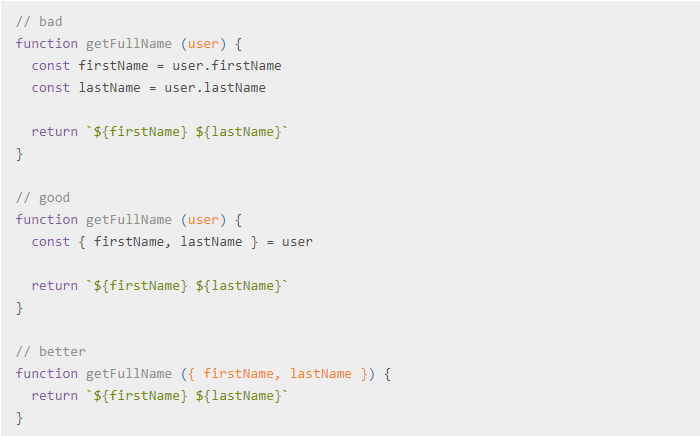 // bad
function getFullName (user) {
  const firstName = user.firstName
  const lastName = user.lastName

  return `${firstName} ${lastName}`
}

// good
function getFullName (user) {
  const { firstName, lastName } = user

  return `${firstName} ${lastName}`
}

// better
function getFullName ({ firstName, lastName }) {
  return `${firstName} ${lastName}`
}